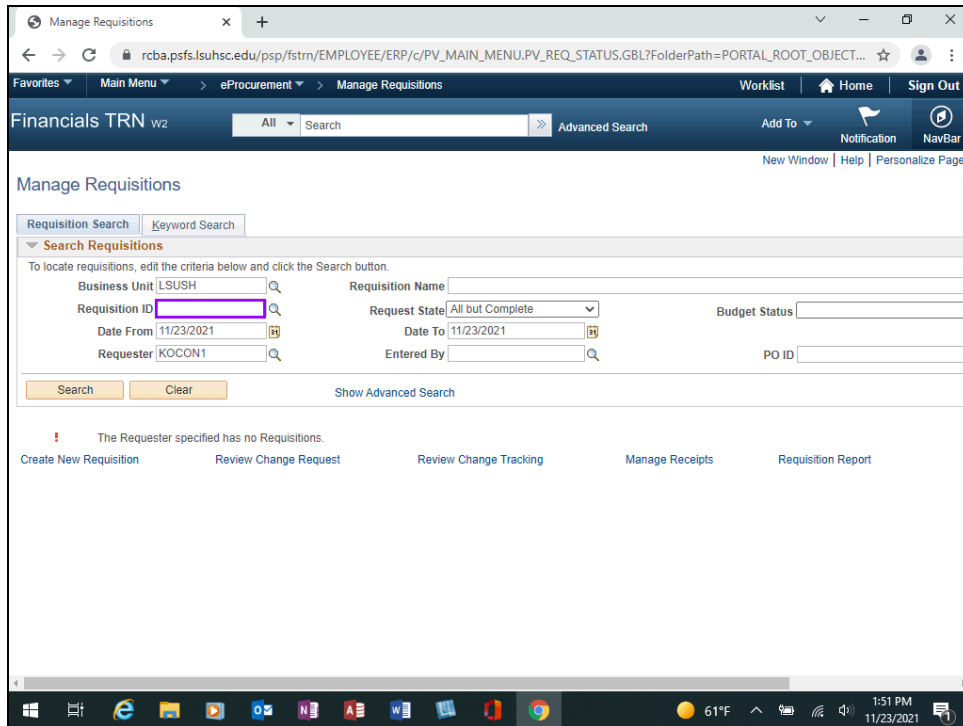 Manage Requisitions
rcba.psfs.lsuhsc.edu/psp/fstrn/EMPLOYEE/ERP/c/PV_MAIN_MENU.PV_REQ_STATUS.GBL?FolderPath=PORTAL_ROOT_OBJECT...
Favorites Main Menu > eProcurement > Manage Requisitions Worklist Home Sign Out
Financials TRN W2 All Search » Advanced Search Add To Notification NavBar
New Window | Help | Personalize Page
Manage Requisitions
Requisition Search Keyword Search
Search Requisitions
To locate requisitions, edit the criteria below and click the Search button.
Business Unit LSUSH Requisition Name
Requisition ID Request State All but Complete Budget Status
Date From 11/23/2021 Date To 11/23/2021
Requester KOCON1 Entered By PO ID
Search Clear Show Advanced Search
! The Requester specified has no Requisitions.
Create New Requisition Review Change Request Review Change Tracking Manage Receipts Requisition Report
61°F 1:51 PM
11/23/2021